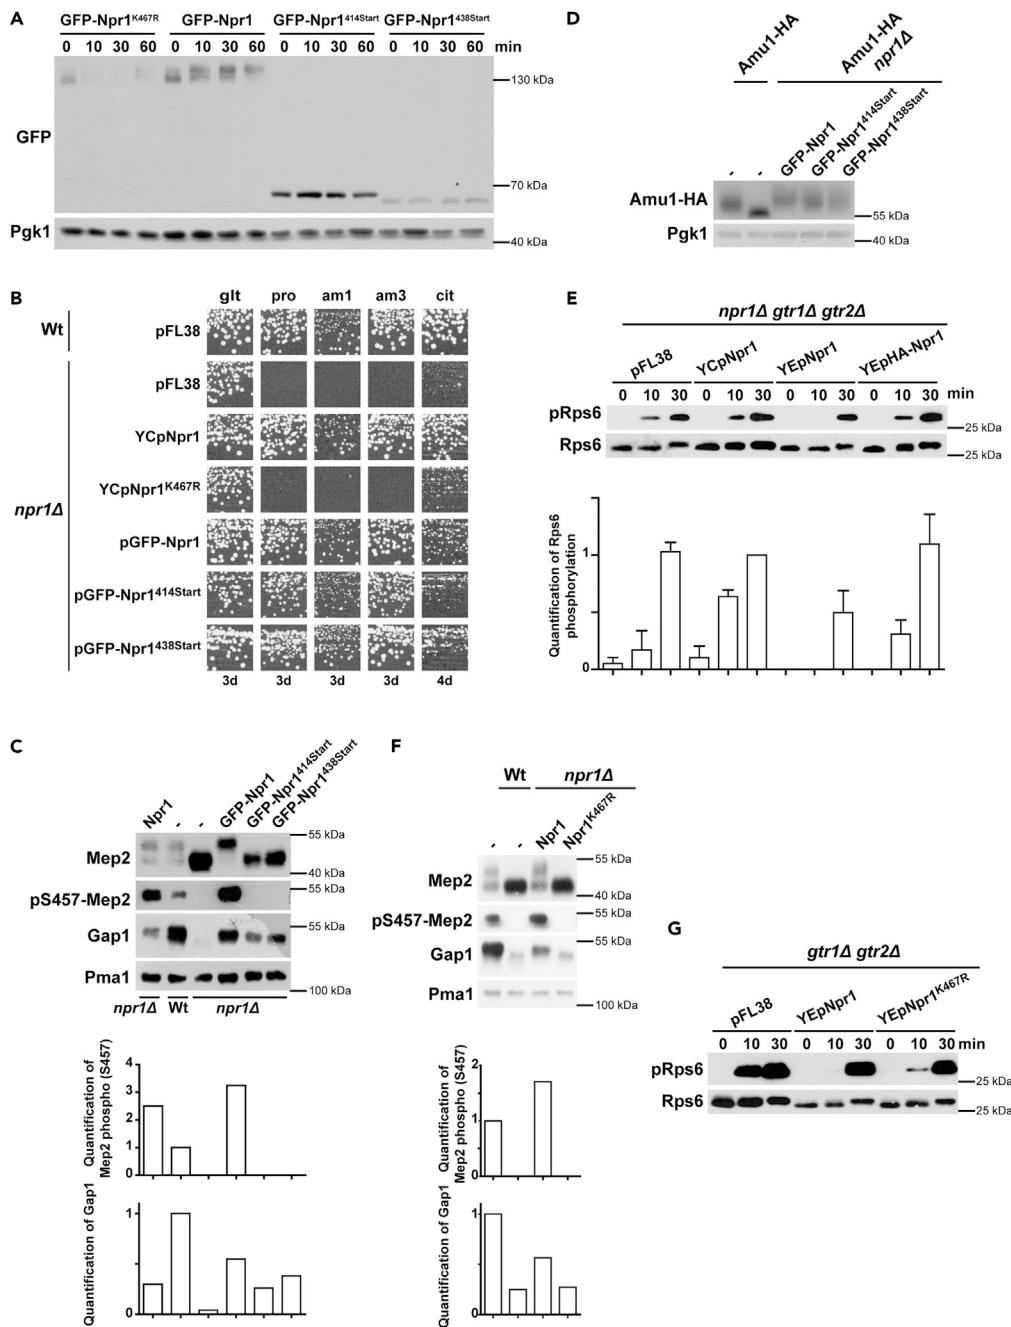 A
GFP-Npr1K467R GFP-Npr1 GFP-Npr1414Start GFP-Npr1438Start
0 10 30 60 0 10 30 60 0 10 30 60 0 10 30 60 min
130 kDa
GFP
70 kDa
Pgk1
40 kDa
B
glt pro am1 am3 cit
Wt
pFL38
npr1Δ
pFL38
YCpNpr1
YCpNpr1K467R
pGFP-Npr1
pGFP-Npr1414Start
pGFP-Npr1438Start
3d 3d 3d 3d 4d
C
Npr1 - - GFP-Npr1 GFP-Npr1414Start GFP-Npr1438Start
55 kDa
Mep2
40 kDa
55 kDa
pS457-Mep2
55 kDa
Gap1
Pma1
100 kDa
npr1Δ Wt npr1Δ
Quantification of
Mep2 phospho (S457)
4
3
2
1
0
Quantification of Gap1
1
0
D
Amu1-HA
Amu1-HA
npr1Δ
- - GFP-Npr1 GFP-Npr1414Start GFP-Npr1438Start
Amu1-HA
55 kDa
Pgk1
40 kDa
E
npr1Δ gtr1Δ gtr2Δ
pFL38 YCpNpr1 YEpNpr1 YEpHA-Npr1
0 10 30 0 10 30 0 10 30 0 10 30 min
pRps6
25 kDa
Rps6
25 kDa
Quantification of Rps6
phosphorylation
1
0
F
Wt npr1Δ
- - Npr1 Npr1K467R
55 kDa
Mep2
40 kDa
55 kDa
pS457-Mep2
55 kDa
Gap1
Pma1
100 kDa
Quantification of
Mep2 phospho (S457)
2
1
0
Quantification of Gap1
1
0
G
gtr1Δ gtr2Δ
pFL38 YEpNpr1 YEpNpr1K467R
0 10 30 0 10 30 0 10 30 min
pRps6
25 kDa
Rps6
25 kDa